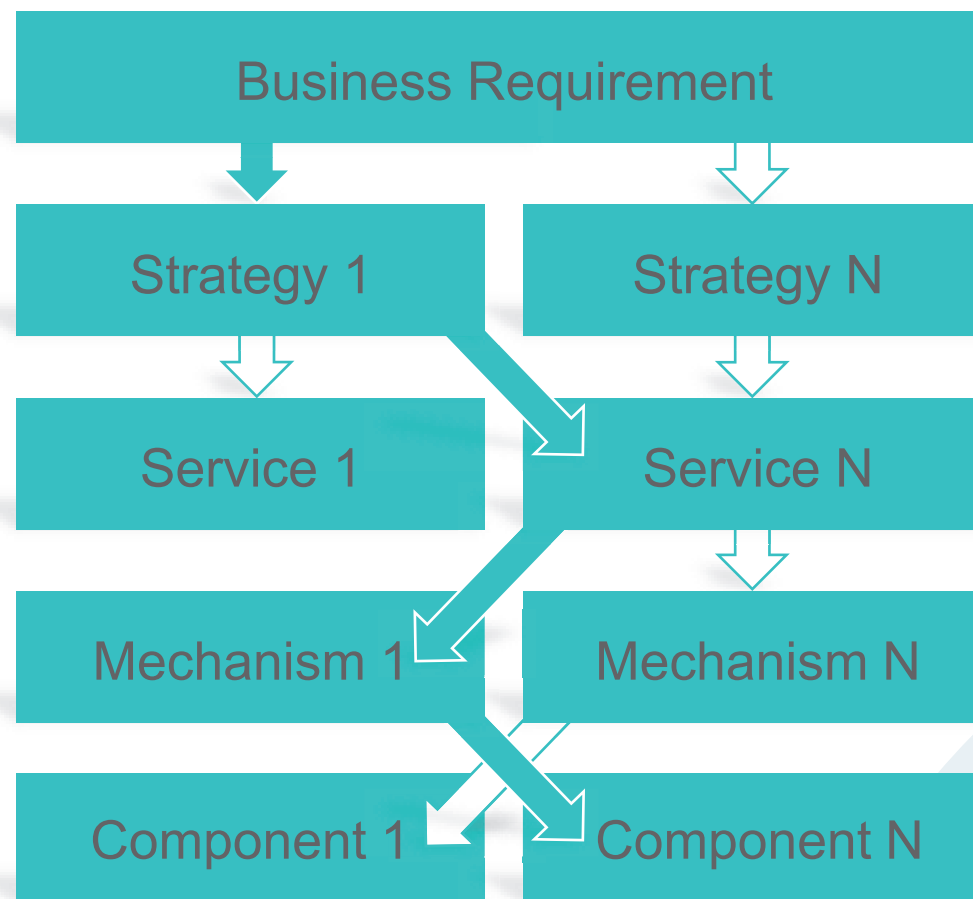 Business Requirement
Strategy 1
Strategy N
Service 1
Service N
Mechanism 1
Mechanism N
Component 1
Component N